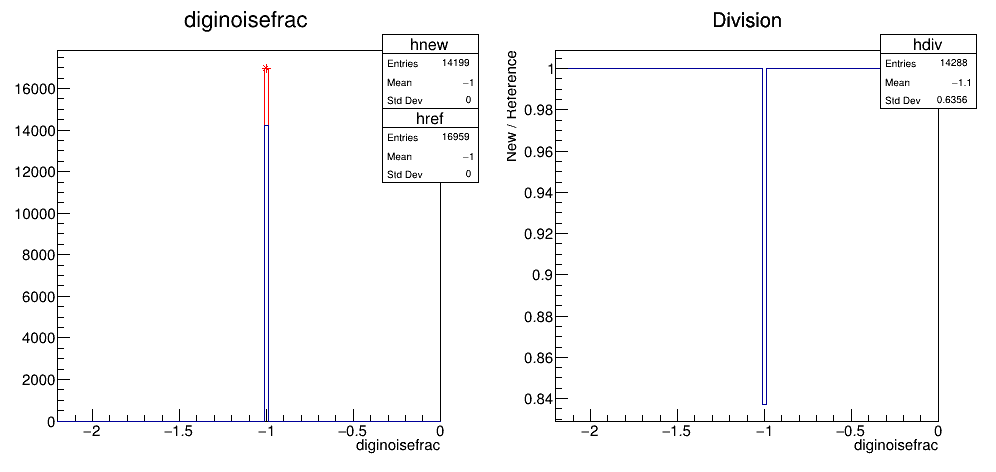 diginoisefrac
hnew
Entries 14199
Mean −1
Std Dev 0
href
Entries 16959
Mean −1
Std Dev 0
16000
14000
12000
10000
8000
6000
4000
2000
0
−2 −1.5 −1 −0.5 0
diginoisefrac
Division
hdiv
Entries 14288
Mean −1.1
Std Dev 0.6356
New / Reference
1
0.98
0.96
0.94
0.92
0.9
0.88
0.86
0.84
−2 −1.5 −1 −0.5 0
diginoisefrac